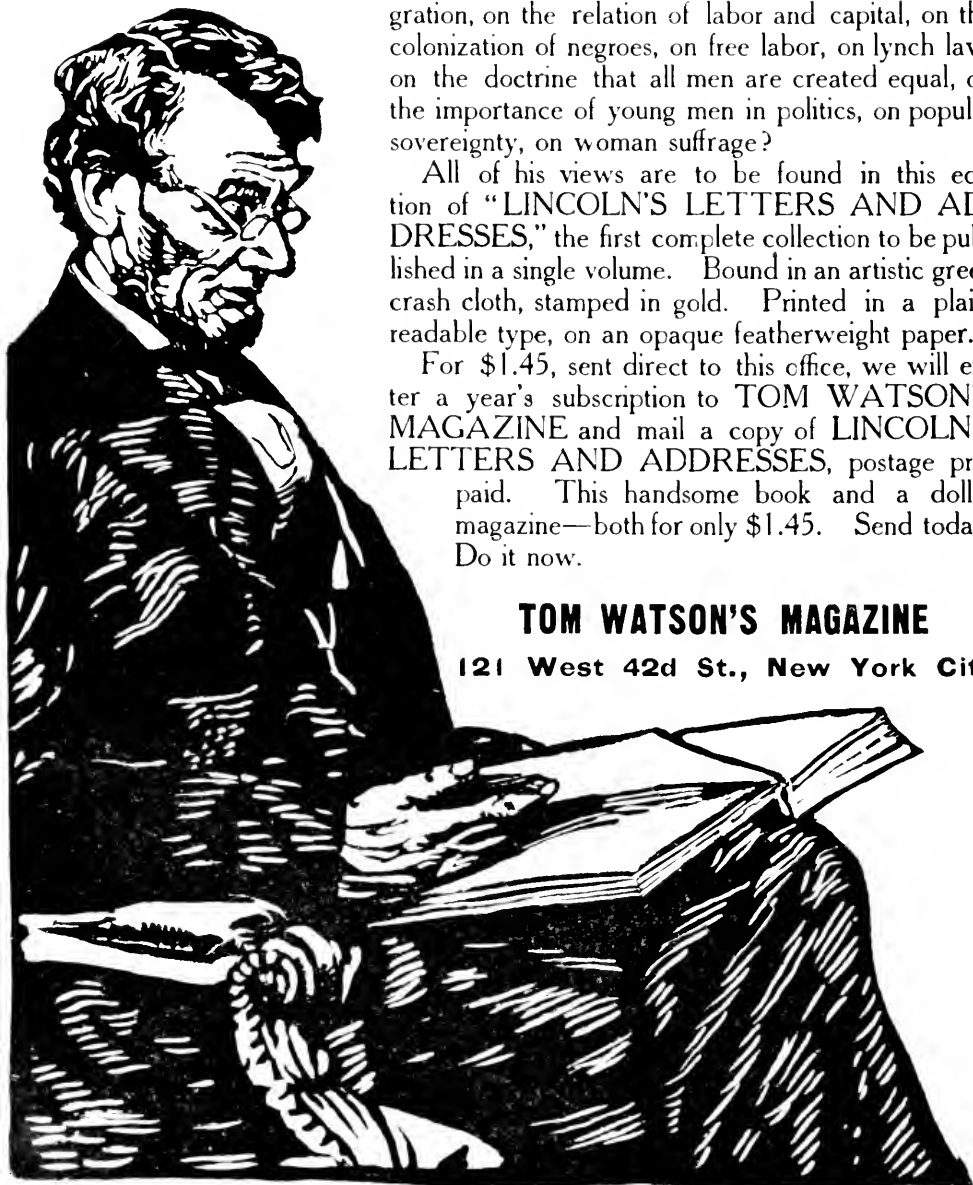 gration, on the relation of labor and capital, on th
colonization of negroes, on free labor, on lynch law
on the doctrine that all men are created equal, o
the importance of young men in politics, on popul
sovereignty, on woman suffrage?
All of his views are to be found in this ed
tion of "LINCOLN'S LETTERS AND AD
DRESSES," the first complete collection to be pub
lished in a single volume. Bound in an artistic gree
crash cloth, stamped in gold. Printed in a plai
readable type, on an opaque featherweight paper.
For $1.45, sent direct to this office, we will e
ter a year's subscription to TOM WATSON
MAGAZINE and mail a copy of LINCOLN
LETTERS AND ADDRESSES, postage pr
paid. This handsome book and a doll
magazine—both for only $1.45. Send toda
Do it now.
TOM WATSON'S MAGAZINE
121 West 42d St., New York Cit